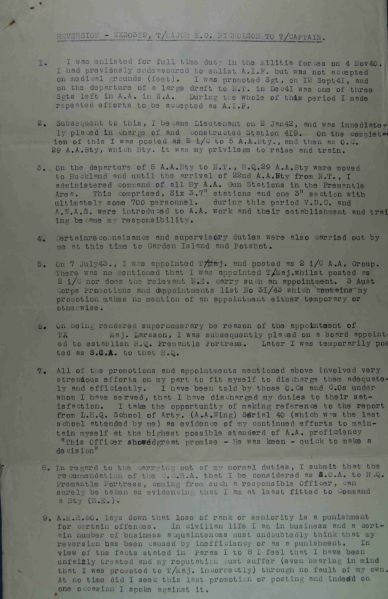 REVERSION - WX30319, T/MAJOR E.G. NICHOLSON TO T/CAPTAIN.
1. I was enlisted for full time duty in the Militia forces on 4 Nov40.
I had previously endeavoured to enlist A.I.F. but was not accepted
on medical grounds (feet). I was promoted Sgt, on 12 Sept41, and
on the departure of a large draft to N.T. in Dec41 was one of three
Sgts left in A.A. in W.A. During the whole of this period I made
repeated efforts to be accepted as A.I.F.
2. Subsequent to this, I became Lieutenant on 2 Jan42, and was immediate-
ly placed in charge of and constructed Station 419. On the complet-
ion of this I was posted as 2 i/C to 5 A.A.Bty., and then as O.C.
29 A.A.Bty, which Bty. it was my privilege to raise and train.
3. On the departure of 5 A.A.Bty to N.T., H.Q.29 A.A.Bty were moved
to Buckland and until the arrival of 22nd A.A.Bty from N.T., I
administered command of all Hy A.A. Gun Stations in the Fremantle
Area. This comprised, Six 3.7" stations and one 3" section with
ultimately some 700 personnel. during this period V.D.C. and
A.W.A.S. were introduced to A.A. work and their establishment and train
ing became my responsibility.
4. Certain reconnaissance and supervisory duties were also carried out by
me at this time to Garden Island and Potshot.
5. On 7 July43., I was appointed T/Maj. and posted as 2 i/c A.A. Group.
There was no mentioned that I was appointed T/Maj. whilst posted as
2 i/c nor does the relevant W.E. carry such an appointment. 3 Aust
Corps Promotions and Appointments list No 31/43 which contains my
promotion makes no mention of an appointment either temporary or
otherwise.
6. On being rendered supernumerary be reason of the appointment of
Maj. Larsson, I was subsequently placed on a board appoint-
ed to establish H.Q. Fremantle Fortress. Later I was temporarily pos
ted as S.C.A. to that H.Q.
7. All of the promotions and appointments mentioned above involved very
strenuous efforts on my part to fit myself to discharge them adequate-
ly and efficiently. I have been told by those C.Os and O.Cs under
whom I have served, that I have discharged my duties to their sat-
isfaction. I take the opportunity of making reference to the report
from L.H.Q. School of Arty. (A.A.Wing) Serial 40 (which was the last
school attended by me) as evidence of my continued efforts to main-
tain myself at the highest possible standard of A.A. proficiency
"This Officer showed great promise - He was keen - quick to make a
decision"
8. In regard to the carrying out of my normal duties, I submit that the
recommendation of the C.C.R.A. that I be considered as S.C.A. to H.Q.
Fremantle Fortress, coming from such a responsible Officer, can
surely be taken as evidencing that I am at least fitted to Command
a Bty (H.E.).
9. lays down that loss of rank or seniority is a punishment
for certain offences. In civilian life I am in business and a cert-
ain number of business aquaintances must undoubtedly think that my
reversion has been caused by inefficiency or as a punishment. In
view of the facts stated in Paras 1 to 8 I feel that I have been
unfairly treated and my reputation must suffer (even bearing in mind
that I was promoted to T/Maj. incorrectly) through no fault of my own.
At no time did I seek this last promotion or posting and indeed on
one occasion I spoke against it.